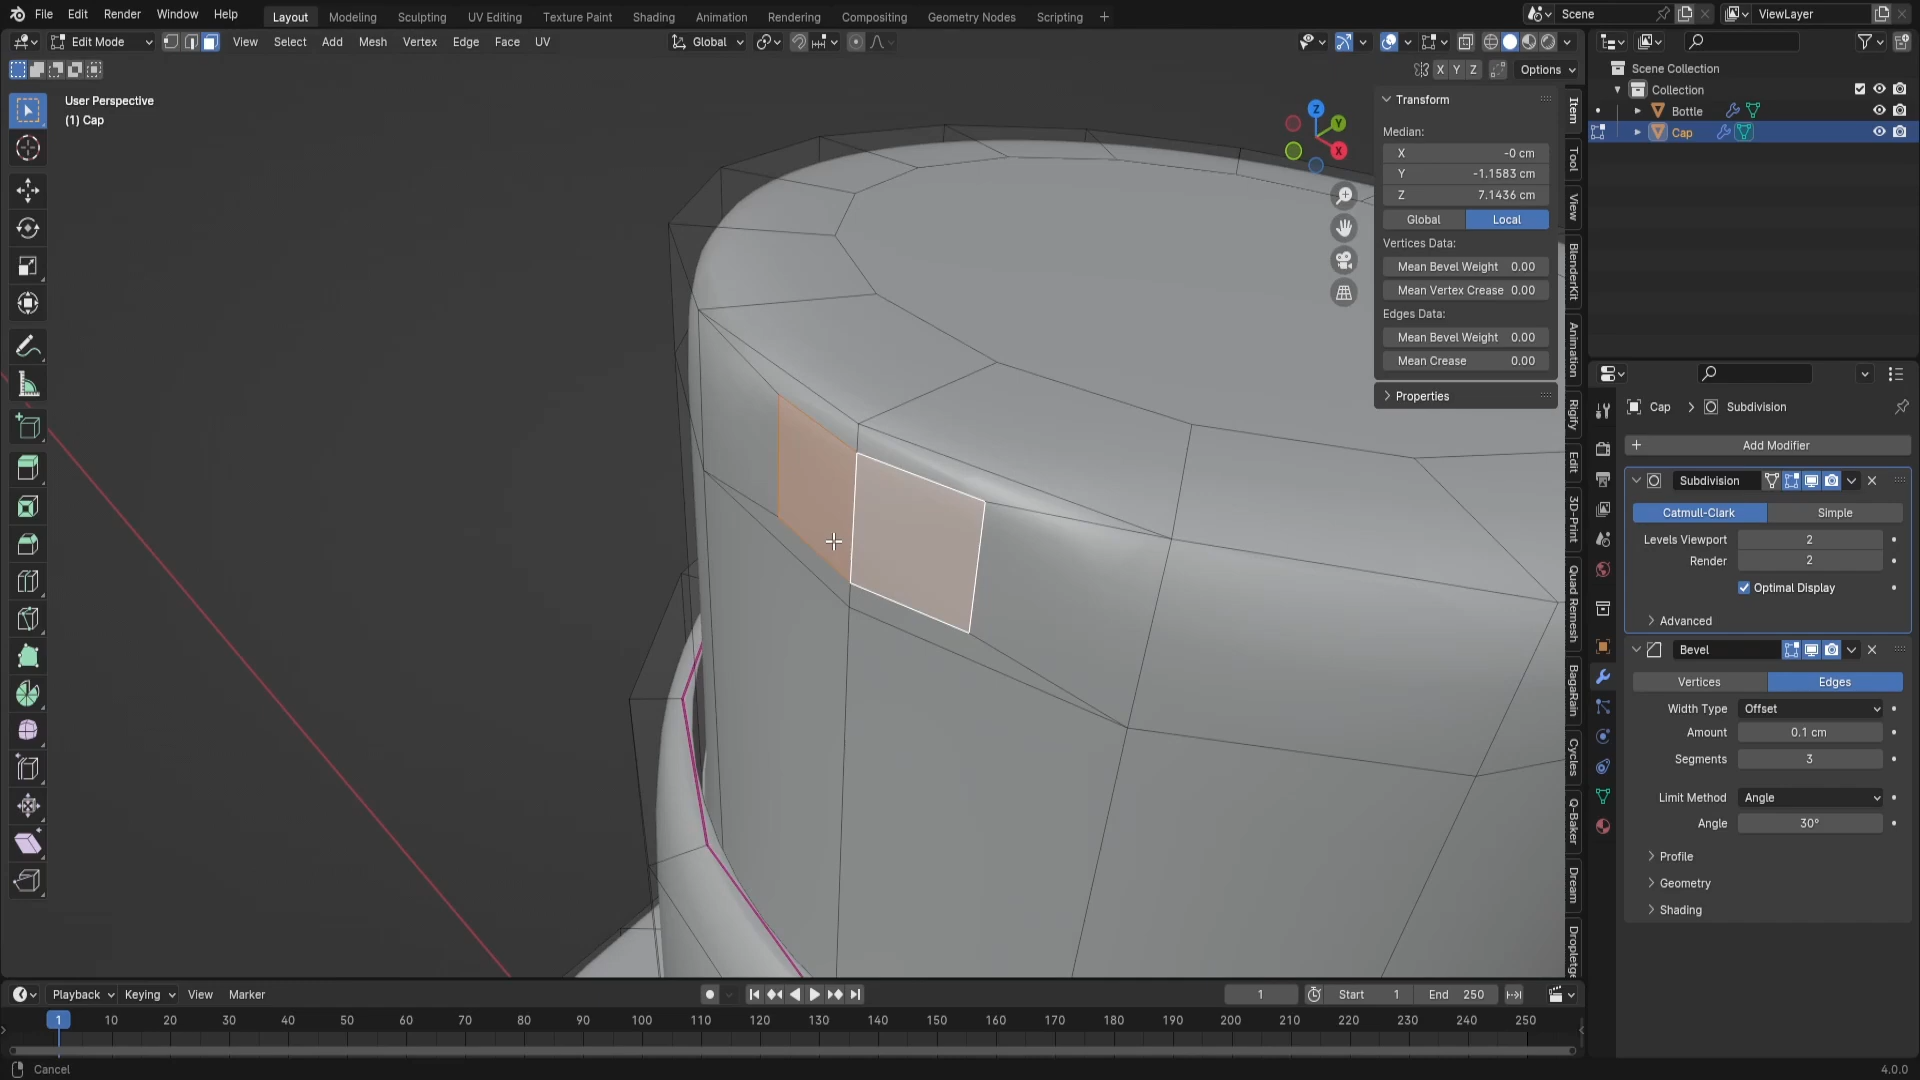 File Edit Render Window Help Layout Modeling Sculpting UV Editing Texture Paint Shading Animation Rendering Compositing Geometry Nodes Scripting + Scene ViewLayer
Edit Mode View Select Add Mesh Vertex Edge Face UV Global
X Y Z Options
User Perspective
(1) Cap
Z
Y
X
Transform
Median:
X -0 cm
Y -1.1583 cm
Z 7.1436 cm
Global Local
Vertices Data:
Mean Bevel Weight 0.00
Mean Vertex Crease 0.00
Edges Data:
Mean Bevel Weight 0.00
Mean Crease 0.00
Properties
Item
Tool
View
BlenderKit
Animation
Rigify
Edit
3D-Print
Quad Remesh
BagaRain
Cycles
Q-Baker
Dream
Dropletge
Scene Collection
Collection
Bottle
Cap
Cap Subdivision
+ Add Modifier
Subdivision
Catmull-Clark Simple
Levels Viewport 2
Render 2
Optimal Display
Advanced
Bevel
Vertices Edges
Width Type Offset
Amount 0.1 cm
Segments 3
Limit Method Angle
Angle 30°
Profile
Geometry
Shading
Playback Keying View Marker 1 Start 1 End 250
1 10 20 30 40 50 60 70 80 90 100 110 120 130 140 150 160 170 180 190 200 210 220 230 240 250
Cancel 4.0.0